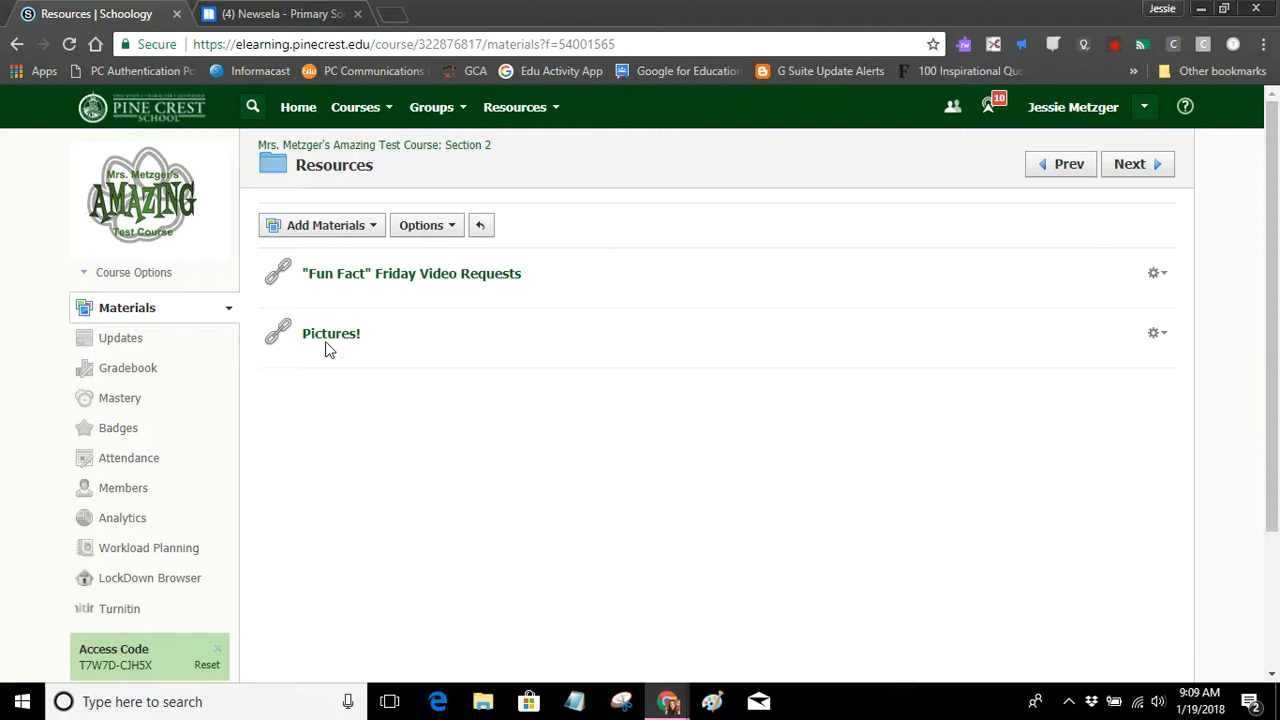 Resources | Schoology
(4) Newsela - Primary So
Jessie
Secure
https://elearning.pinecrest.edu/course/322876817/materials?f=54001565
Apps
PC Authentication Po
Informacast
PC Communications
GCA
Edu Activity App
Google for Education
G Suite Update Alerts
100 Inspirational Quo
»
Other bookmarks
PINE CREST
SCHOOL
Home
Courses
Groups
Resources
10
Jessie Metzger
Mrs. Metzger's Amazing Test Course: Section 2
Resources
Prev
Next
Mrs. Metzger's
AMAZING
Test Course
Add Materials
Options
Course Options
"Fun Fact" Friday Video Requests
Materials
Pictures!
Updates
Gradebook
Mastery
Badges
Attendance
Members
Analytics
Workload Planning
LockDown Browser
Turnitin
Access Code
T7W7D-CJH5X
Reset
Type here to search
9:09 AM
1/19/2018
2